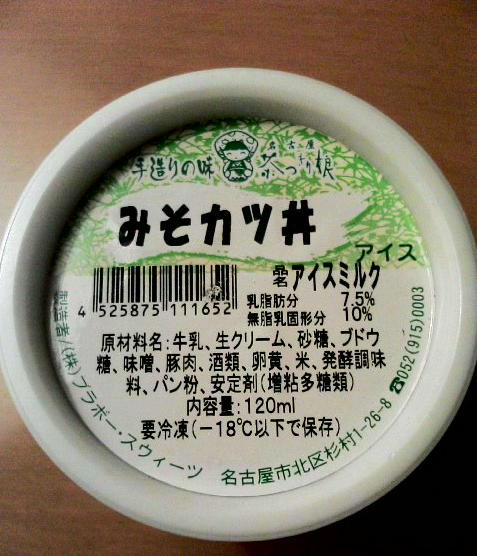 手造りの味
名古屋
茶つみ娘
みそカツ丼
アイス
種名 アイスミルク
乳脂肪分 7.5%
無脂乳固形分 10%
4 525875 111652
原材料名:牛乳、生クリーム、砂糖、ブドウ
糖、味噌、豚肉、酒類、卵黄、米、発酵調味
料、パン粉、安定剤(増粘多糖類)
内容量:120ml
要冷凍(-18℃以下で保存)
製造者/(株)ブラボー・スウィーツ 名古屋市北区杉村1-26-8 ☎052(915)0003